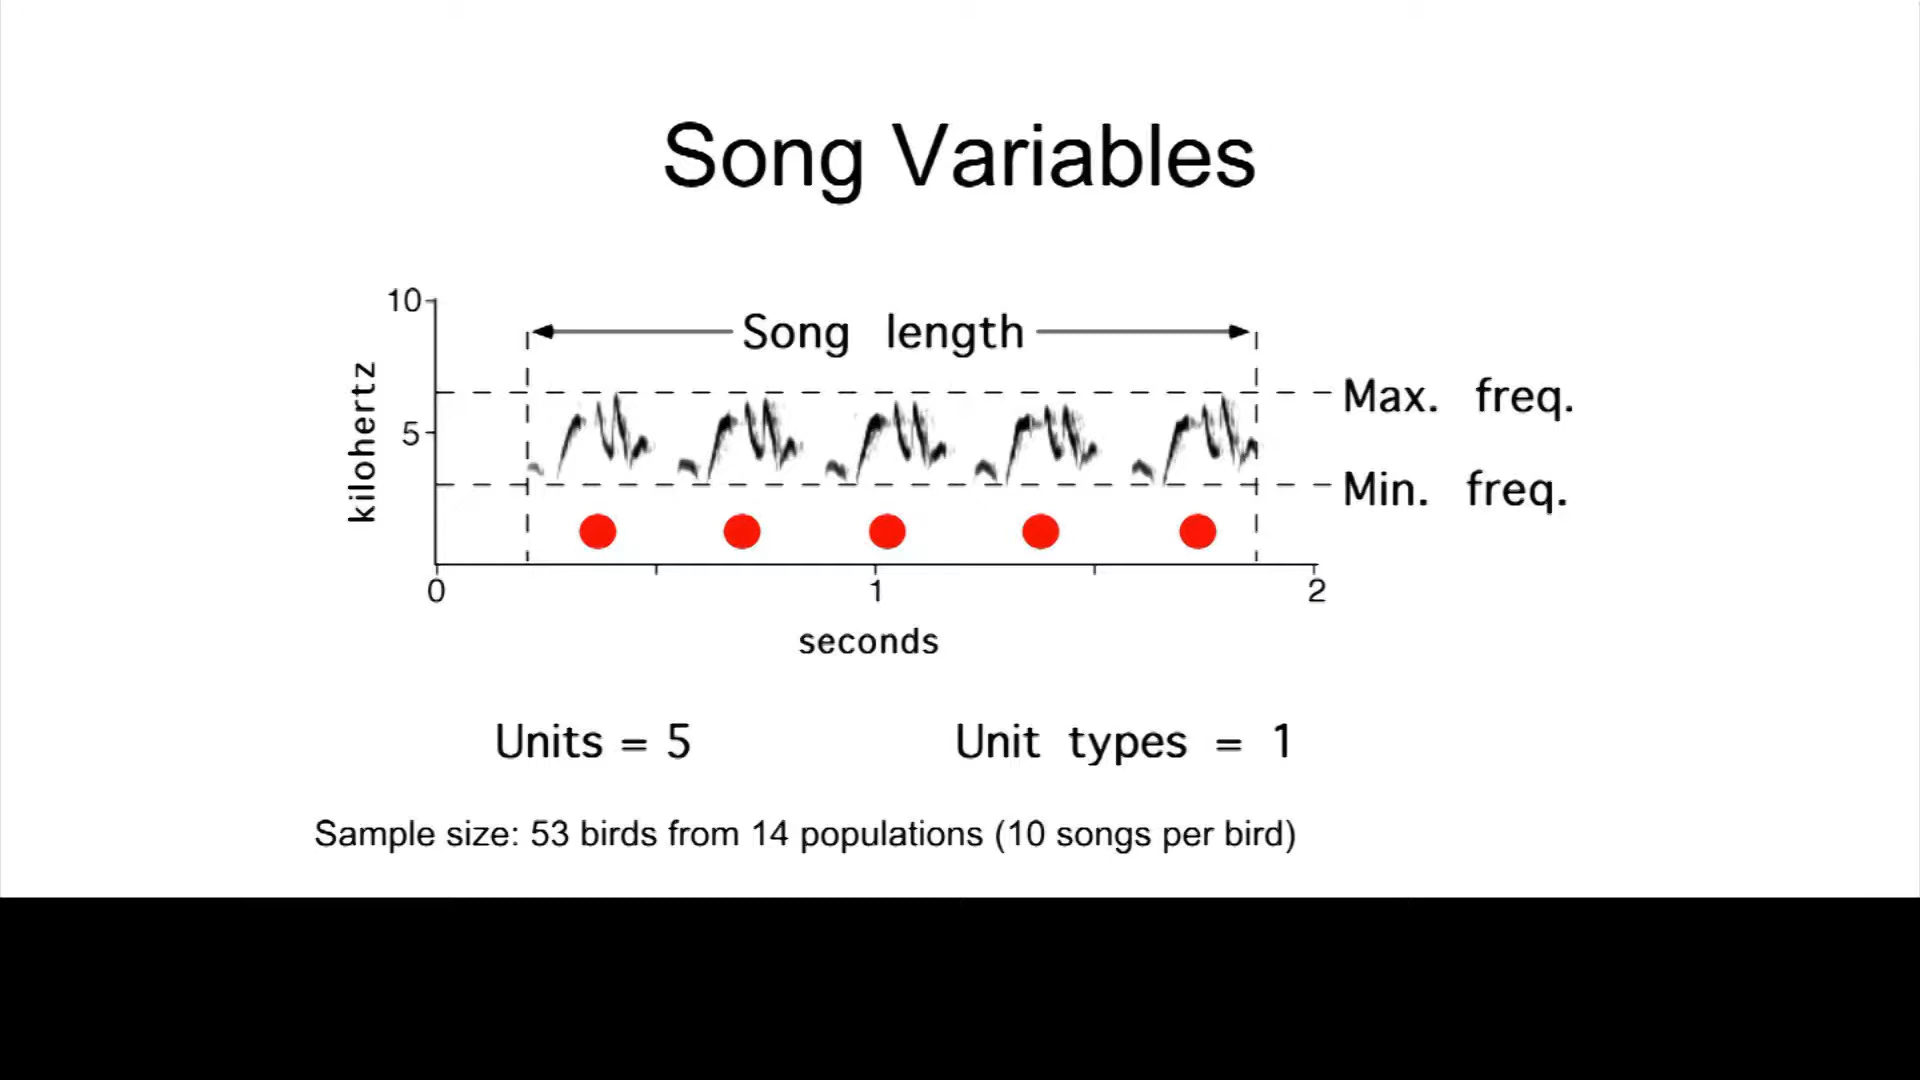 Song Variables
10
Song length
kilohertz
Max. freq.
5
Min. freq.
0 1 2
seconds
Units = 5 Unit types = 1
Sample size: 53 birds from 14 populations (10 songs per bird)